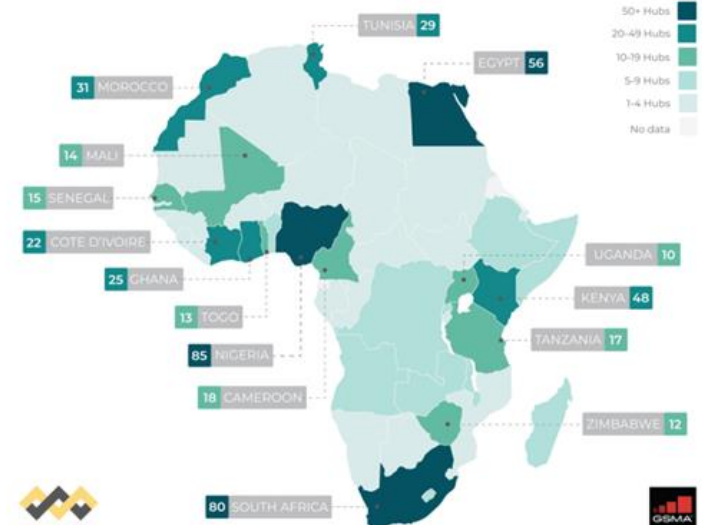 50+ Hubs
20-49 Hubs
10-19 Hubs
5-9 Hubs
1-4 Hubs
No data
TUNISIA 29
EGYPT 56
31 MOROCCO
14 MALI
15 SENEGAL
22 COTE D'IVOIRE
25 GHANA
13 TOGO
85 NIGERIA
18 CAMEROON
80 SOUTH AFRICA
UGANDA 10
KENYA 48
TANZANIA 17
ZIMBABWE 12
GSMA